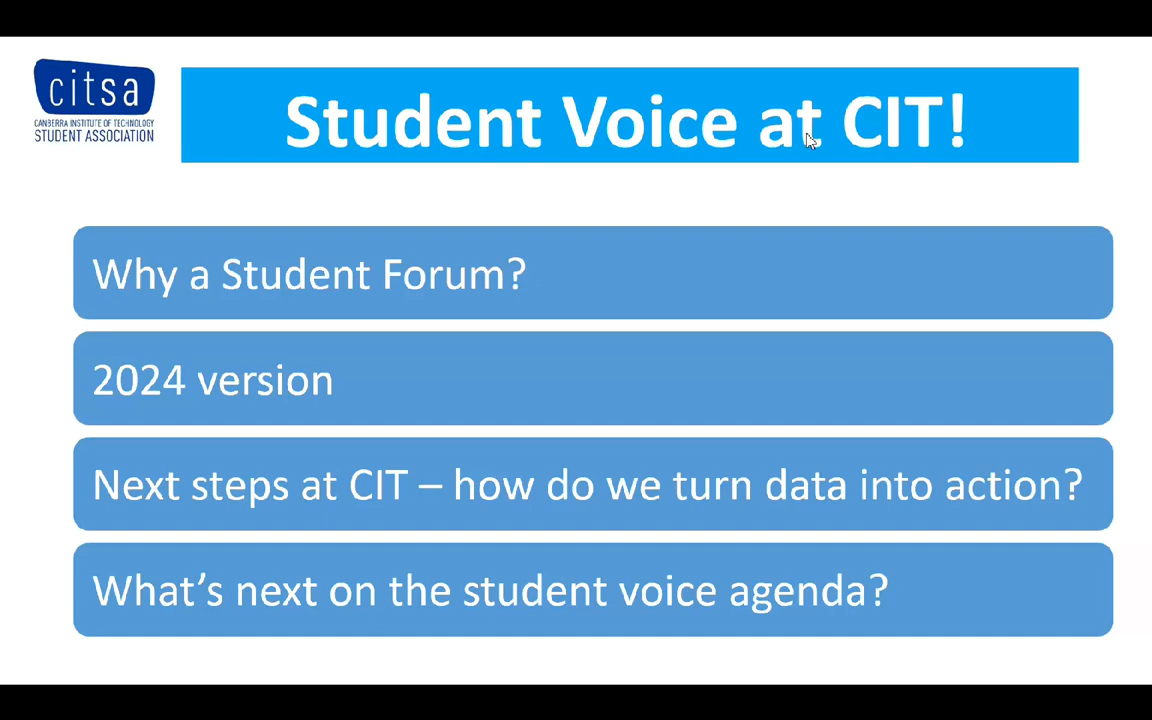 citsa
CANBERRA INSTITUTE OF TECHNOLOGY
STUDENT ASSOCIATION
Student Voice at CIT!
Why a Student Forum?
2024 version
Next steps at CIT – how do we turn data into action?
What’s next on the student voice agenda?